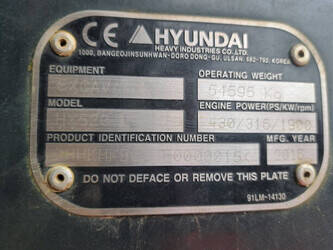 CE HYUNDAI
HEAVY INDUSTRIES CO.,LTD.
1000, BANGEOJINSUNHWAN-DORO DONG-GU, ULSAN, 682-792, KOREA
EQUIPMENT OPERATING WEIGHT
Kg
MODEL ENGINE POWER(PS/KW/rpm)
430/316/1900
PRODUCT IDENTIFICATION NUMBER MFG. YEAR
DO NOT DEFACE OR REMOVE THIS PLATE
91LM-14130